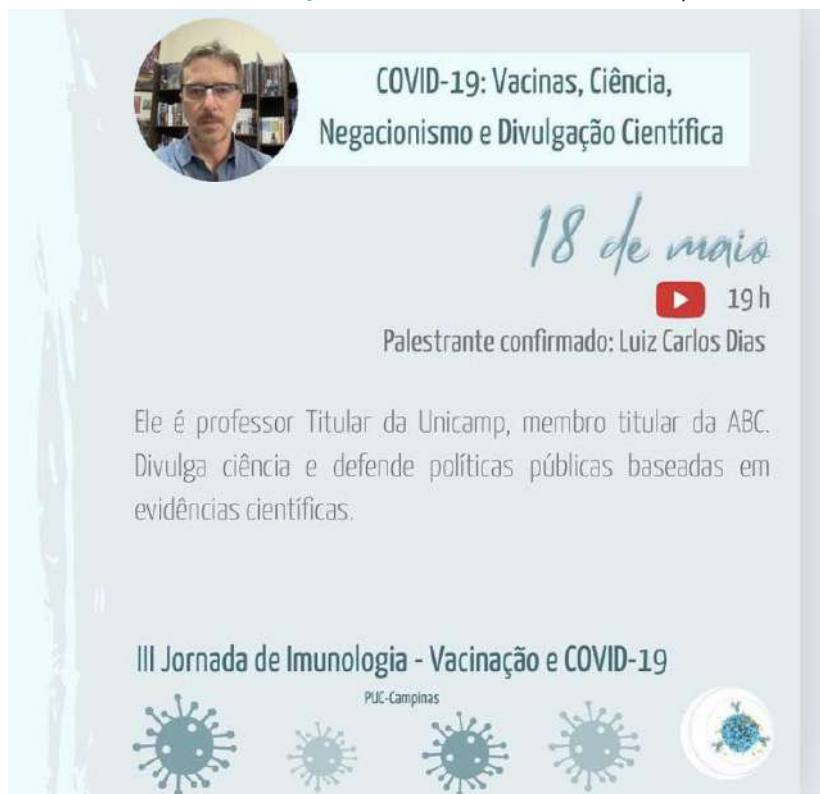 COVID-19: Vacinas, Ciência,
Negacionismo e Divulgação Científica
18 de maio
19 h
Palestrante confirmado: Luiz Carlos Dias
Ele é professor Titular da Unicamp, membro titular da ABC.
Divulga ciência e defende políticas públicas baseadas em
evidências científicas.
III Jornada de Imunologia - Vacinação e COVID-19
PUC-Campinas